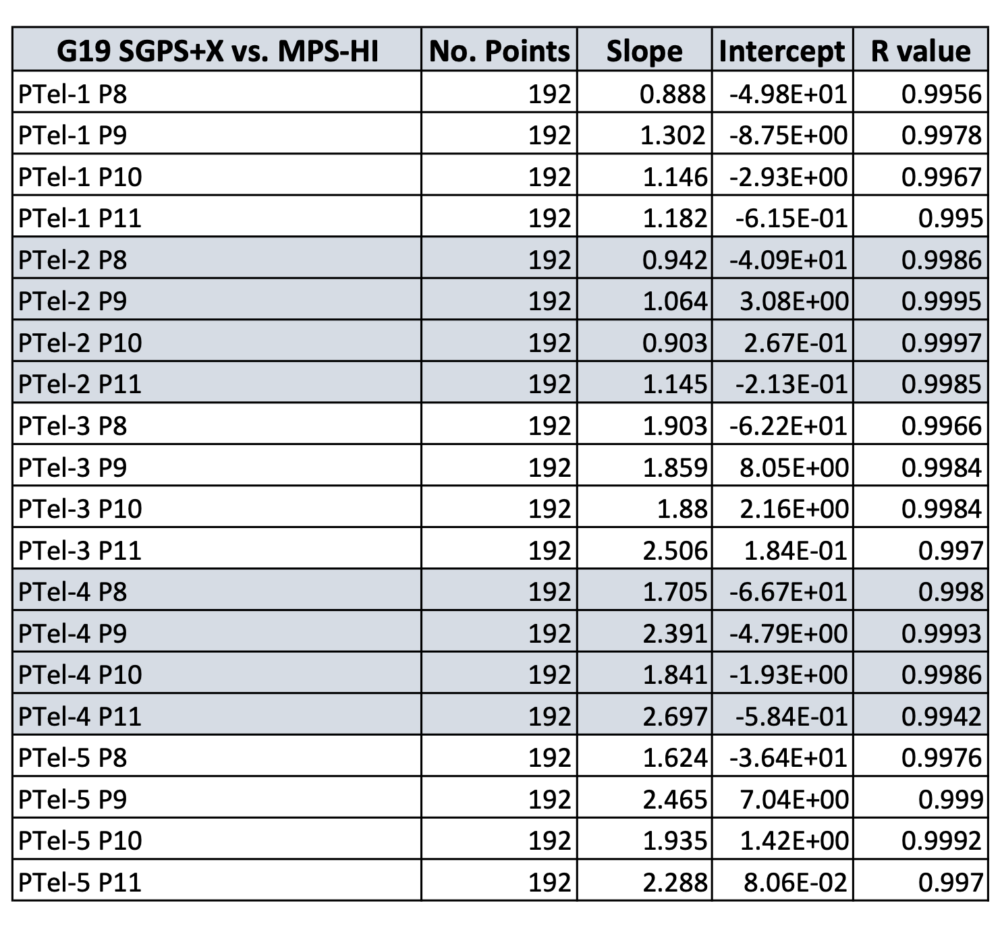 G19 SGPS+X vs. MPS-HI No. Points Slope Intercept R value
PTel-1 P8 192 0.888 -4.98E+01 0.9956
PTel-1 P9 192 1.302 -8.75E+00 0.9978
PTel-1 P10 192 1.146 -2.93E+00 0.9967
PTel-1 P11 192 1.182 -6.15E-01 0.995
PTel-2 P8 192 0.942 -4.09E+01 0.9986
PTel-2 P9 192 1.064 3.08E+00 0.9995
PTel-2 P10 192 0.903 2.67E-01 0.9997
PTel-2 P11 192 1.145 -2.13E-01 0.9985
PTel-3 P8 192 1.903 -6.22E+01 0.9966
PTel-3 P9 192 1.859 8.05E+00 0.9984
PTel-3 P10 192 1.88 2.16E+00 0.9984
PTel-3 P11 192 2.506 1.84E-01 0.997
PTel-4 P8 192 1.705 -6.67E+01 0.998
PTel-4 P9 192 2.391 -4.79E+00 0.9993
PTel-4 P10 192 1.841 -1.93E+00 0.9986
PTel-4 P11 192 2.697 -5.84E-01 0.9942
PTel-5 P8 192 1.624 -3.64E+01 0.9976
PTel-5 P9 192 2.465 7.04E+00 0.999
PTel-5 P10 192 1.935 1.42E+00 0.9992
PTel-5 P11 192 2.288 8.06E-02 0.997